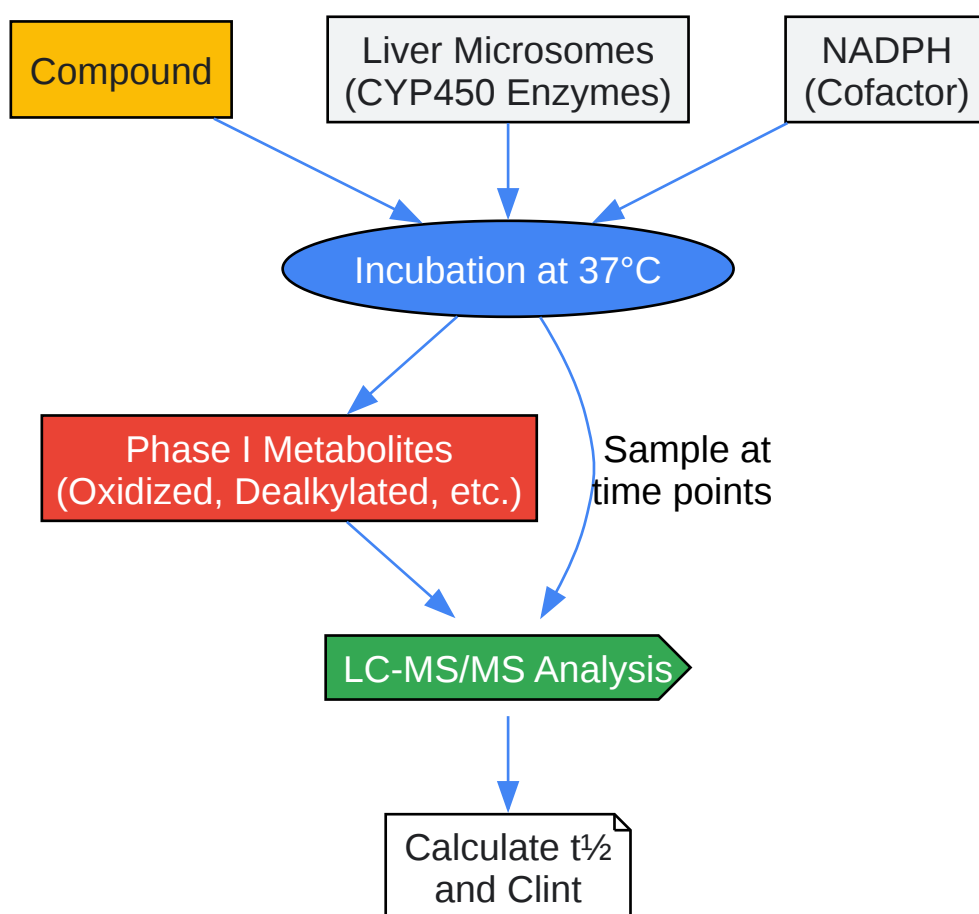 Compound
Liver Microsomes
(CYP450 Enzymes)
NADPH
(Cofactor)
Incubation at 37°C
Phase I Metabolites
(Oxidized, Dealkylated, etc.)
Sample at
time points
LC-MS/MS Analysis
Calculate t½
and Clint